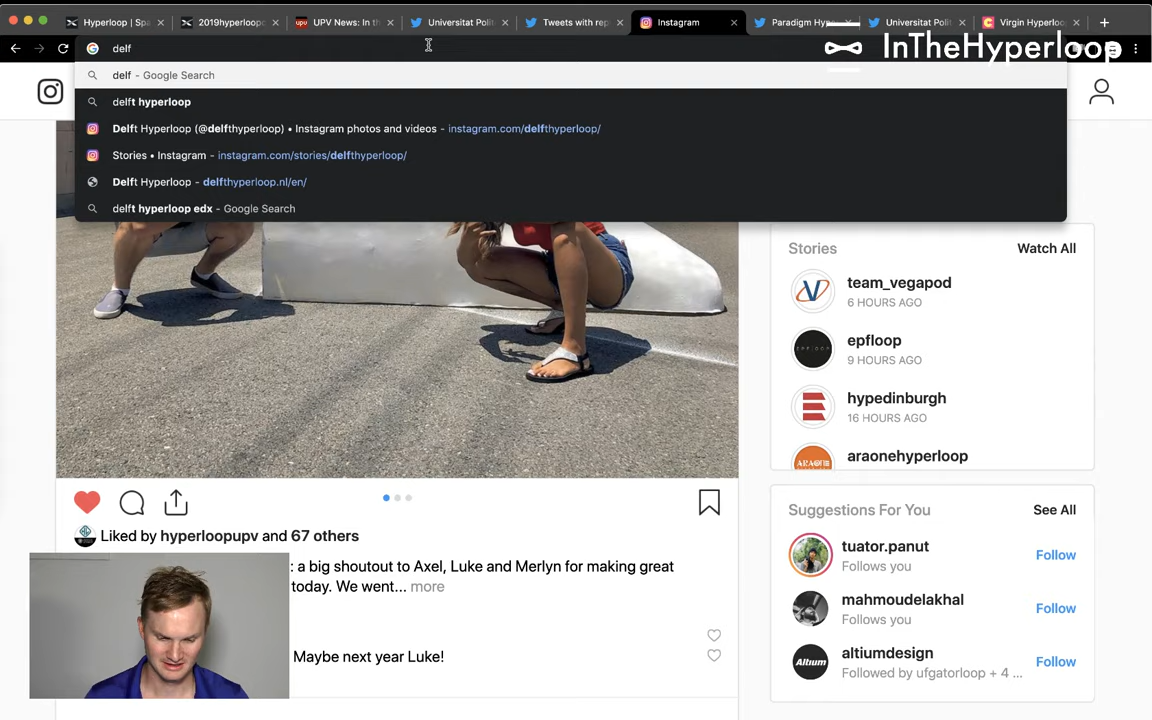 Hyperloop | Spa
2019hyperloopc
UPV News: In th
Universitat Polit
Tweets with rep
Instagram
Paradigm Hype
Universitat Polit
Virgin Hyperloo
InTheHyperloop
delf
delf - Google Search
delft hyperloop
Delft Hyperloop (@delfthyperloop) • Instagram photos and videos - instagram.com/delfthyperloop/
Stories • Instagram - instagram.com/stories/delfthyperloop/
Delft Hyperloop - delfthyperloop.nl/en/
delft hyperloop edx - Google Search
Stories
Watch All
team_vegapod
6 HOURS AGO
epfloop
9 HOURS AGO
hypedinburgh
16 HOURS AGO
araonehyperloop
Liked by hyperloopupv and 67 others
: a big shoutout to Axel, Luke and Merlyn for making great
today. We went... more
Maybe next year Luke!
Suggestions For You
See All
tuator.panut
Follows you
Follow
mahmoudelakhal
Follows you
Follow
altiumdesign
Followed by ufgatorloop + 4 ...
Follow
Altium